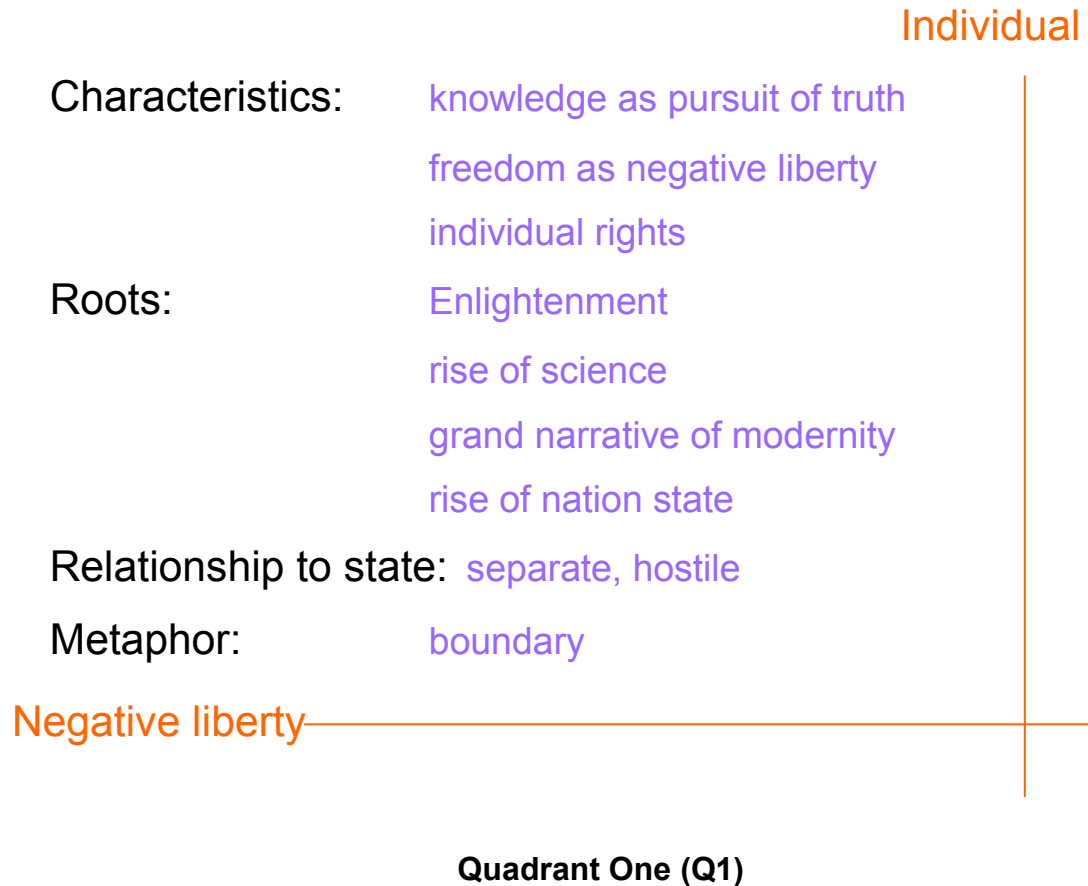 Individual
Characteristics: knowledge as pursuit of truth
freedom as negative liberty
individual rights
Roots: Enlightenment
rise of science
grand narrative of modernity
rise of nation state
Relationship to state: separate, hostile
Metaphor: boundary
Negative liberty
Quadrant One (Q1)